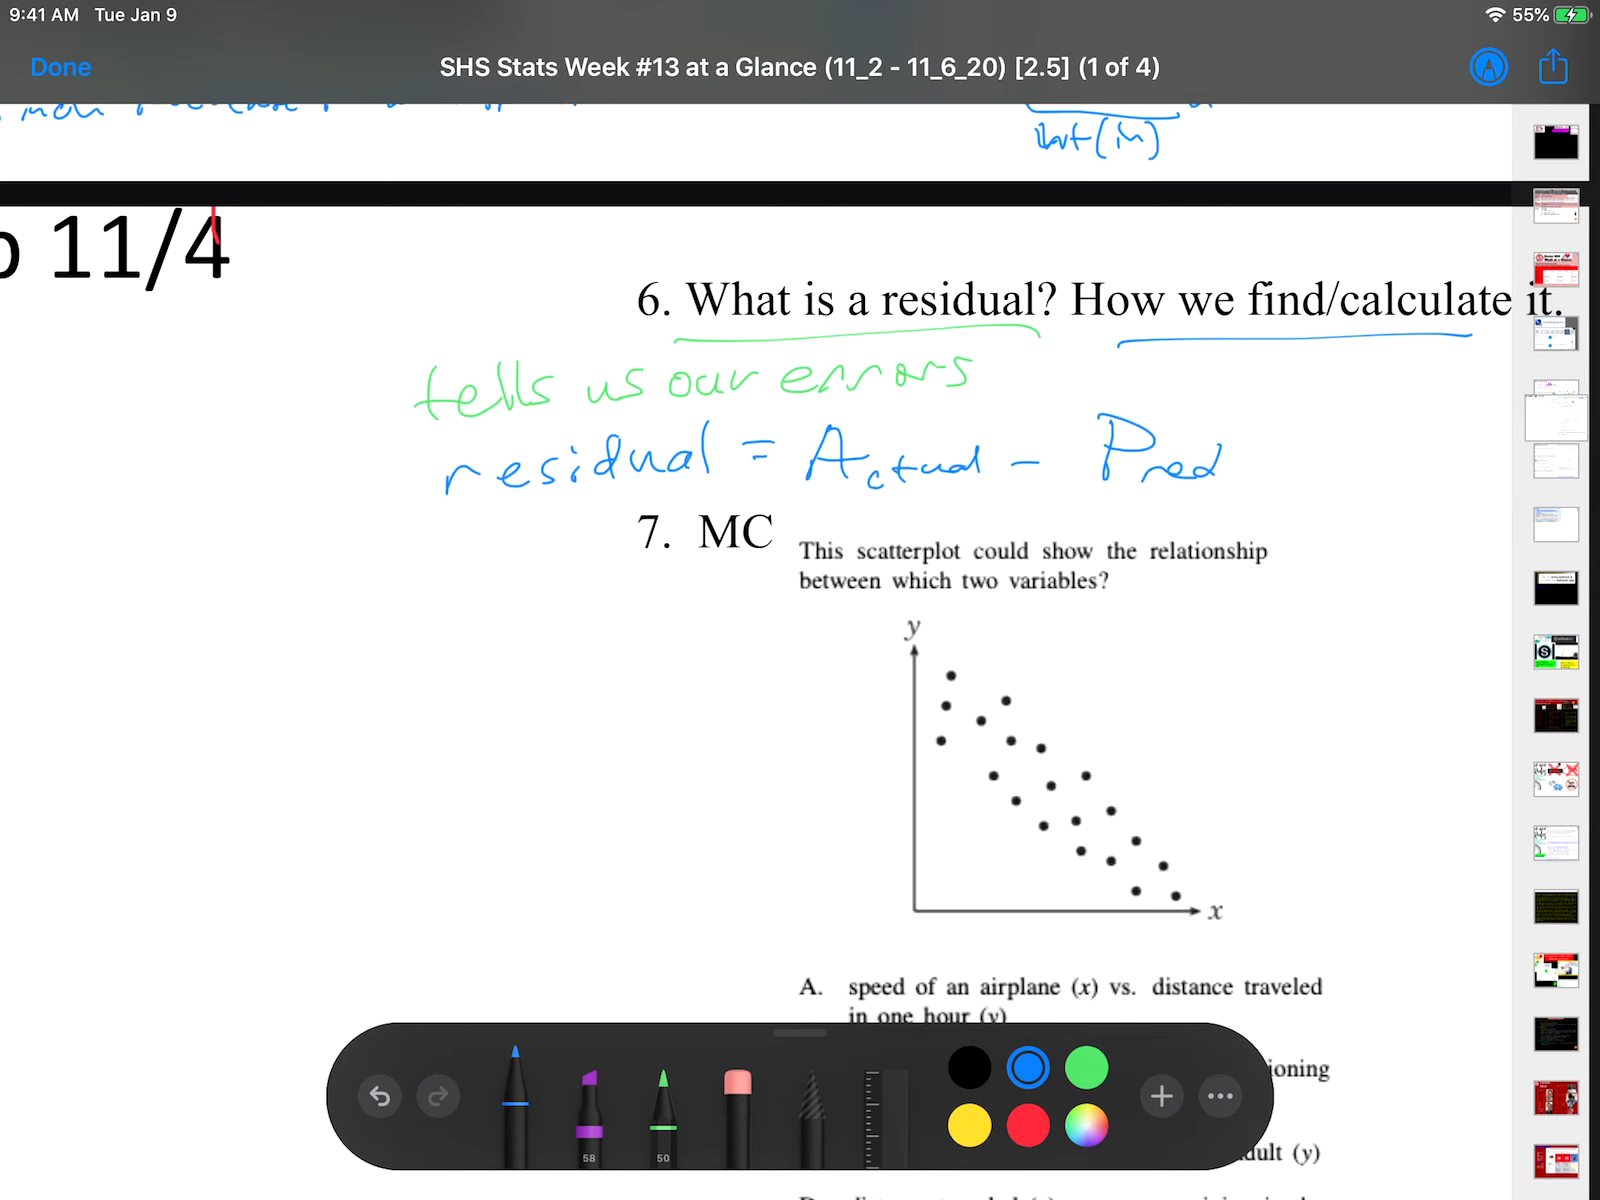 9:41 AM Tue Jan 9
55%
Done
SHS Stats Week #13 at a Glance (11_2 - 11_6_20) [2.5] (1 of 4)
11/4
6. What is a residual? How we find/calculate it.
tells us our errors
residual = Actual - Pred
7. MC
This scatterplot could show the relationship
between which two variables?
y
x
A. speed of an airplane (x) vs. distance traveled
in one hour (y)
ioning
dult (y)
58
50